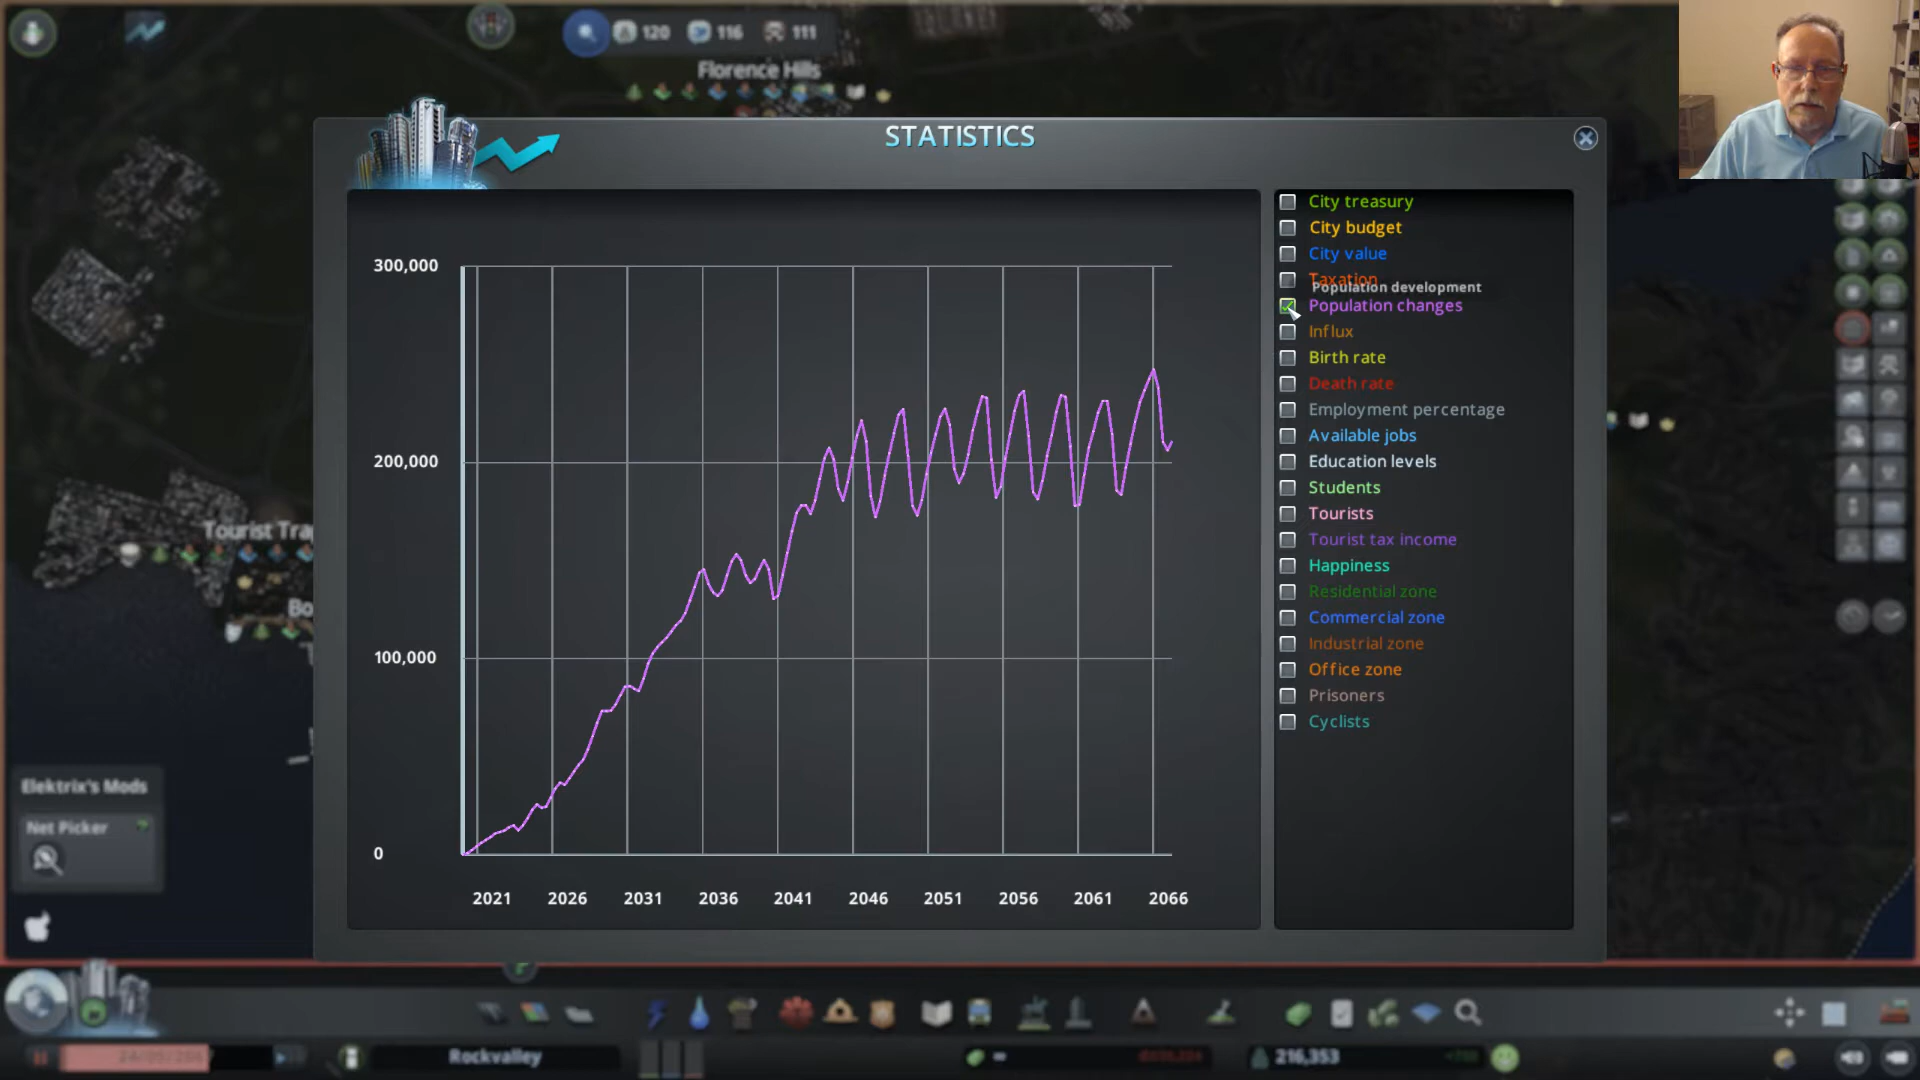 120 116 111
Florence Hills
STATISTICS
City treasury
City budget
City value
Taxation
Population development
Population changes
Influx
Birth rate
Death rate
Employment percentage
Available jobs
Education levels
Students
Tourists
Tourist tax income
Happiness
Residential zone
Commercial zone
Industrial zone
Office zone
Prisoners
Cyclists
300,000
200,000
100,000
0
2021 2026 2031 2036 2041 2046 2051 2056 2061 2066
Tourist Tra
Bo
Elektrix's Mods
Net Picker
Rockvalley
216,353